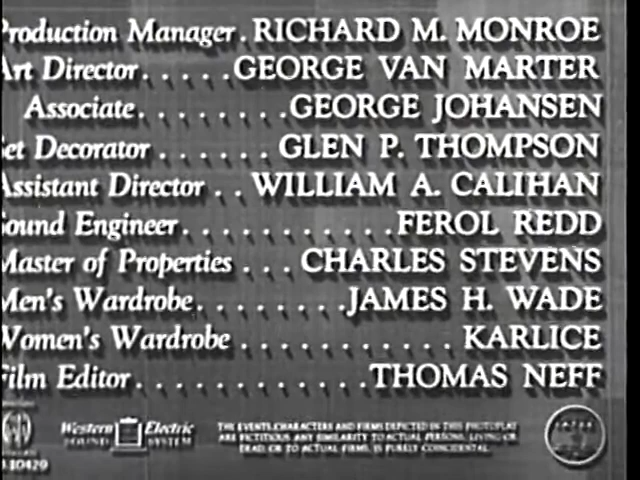 Production Manager . RICHARD M. MONROE
Art Director . . . . . GEORGE VAN MARTER
Associate . . . . . . . . GEORGE JOHANSEN
Set Decorator . . . . . . GLEN P. THOMPSON
Assistant Director . . WILLIAM A. CALIHAN
Sound Engineer . . . . . . . . . . . FEROL REDD
Master of Properties . . . CHARLES STEVENS
Men's Wardrobe . . . . . . . JAMES H. WADE
Women's Wardrobe . . . . . . . . . . . KARLICE
Film Editor . . . . . . . . . . . . THOMAS NEFF
Western Electric
SOUND SYSTEM
THE EVENTS, CHARACTERS AND FIRMS DEPICTED IN THIS PHOTOPLAY
ARE FICTITIOUS. ANY SIMILARITY TO ACTUAL PERSONS, LIVING OR
DEAD, OR TO ACTUAL FIRMS, IS PURELY COINCIDENTAL.
10420